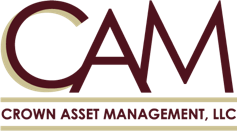 CAM
CROWN ASSET MANAGEMENT, LLC